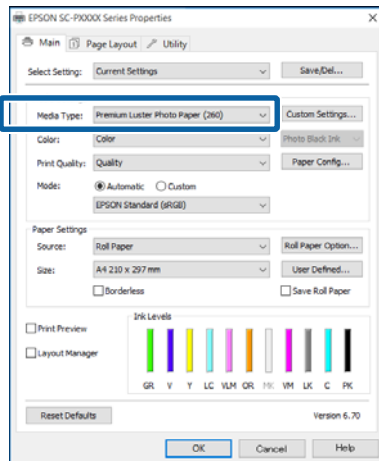 EPSON SC-PXXXX Series Properties
Main Page Layout Utility
Select Setting: Current Settings Save/Del...
Media Type: Premium Luster Photo Paper (260) Custom Settings...
Color: Color Photo Black Ink
Print Quality: Quality Paper Config...
Mode: Automatic Custom
EPSON Standard (sRGB)
Paper Settings
Source: Roll Paper Roll Paper Option...
Size: A4 210 x 297 mm User Defined...
Borderless Save Roll Paper
Ink Levels
Print Preview
Layout Manager
GR V Y LC VLM OR MK VM LK C PK
Reset Defaults Version 6.70
OK Cancel Help